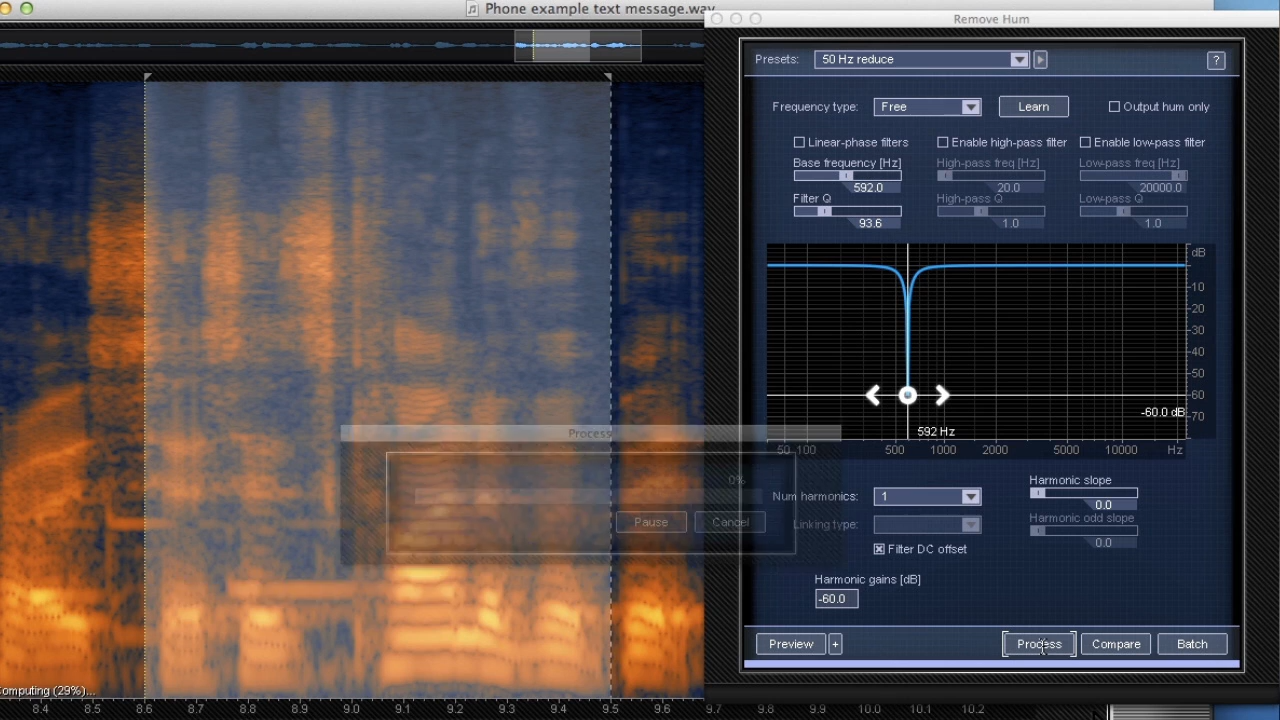 Phone example text message.wav
Remove Hum
Presets: 50 Hz reduce ?
Frequency type: Free Learn Output hum only
Linear-phase filters Enable high-pass filter Enable low-pass filter
Base frequency [Hz] High-pass freq [Hz] Low-pass freq [Hz]
592.0 20.0 20000.0
Filter Q High-pass Q Low-pass Q
93.6 1.0 1.0
dB
-10
-20
-30
-40
-50
-60
-60.0 dB
-70
592 Hz
50 100 500 1000 2000 5000 10000 Hz
Process
0%
Pause Cancel
Harmonic slope
Num harmonics: 1 0.0
Linking type: Harmonic odd slope
0.0
Filter DC offset
Harmonic gains [dB]
-60.0
Preview + Process Compare Batch
omputing (29%)...
8.4 8.5 8.6 8.7 8.8 8.9 9.0 9.1 9.2 9.3 9.4 9.5 9.6 9.7 9.8 9.9 10.0 10.1 10.2